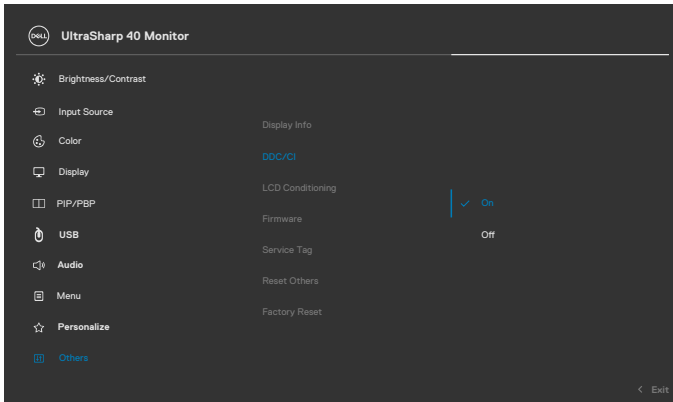 DELL
UltraSharp 40 Monitor
Brightness/Contrast
Input Source
Color
Display
PIP/PBP
USB
Audio
Menu
Personalize
Others
Display Info
DDC/CI
LCD Conditioning
Firmware
Service Tag
Reset Others
Factory Reset
On
Off
Exit